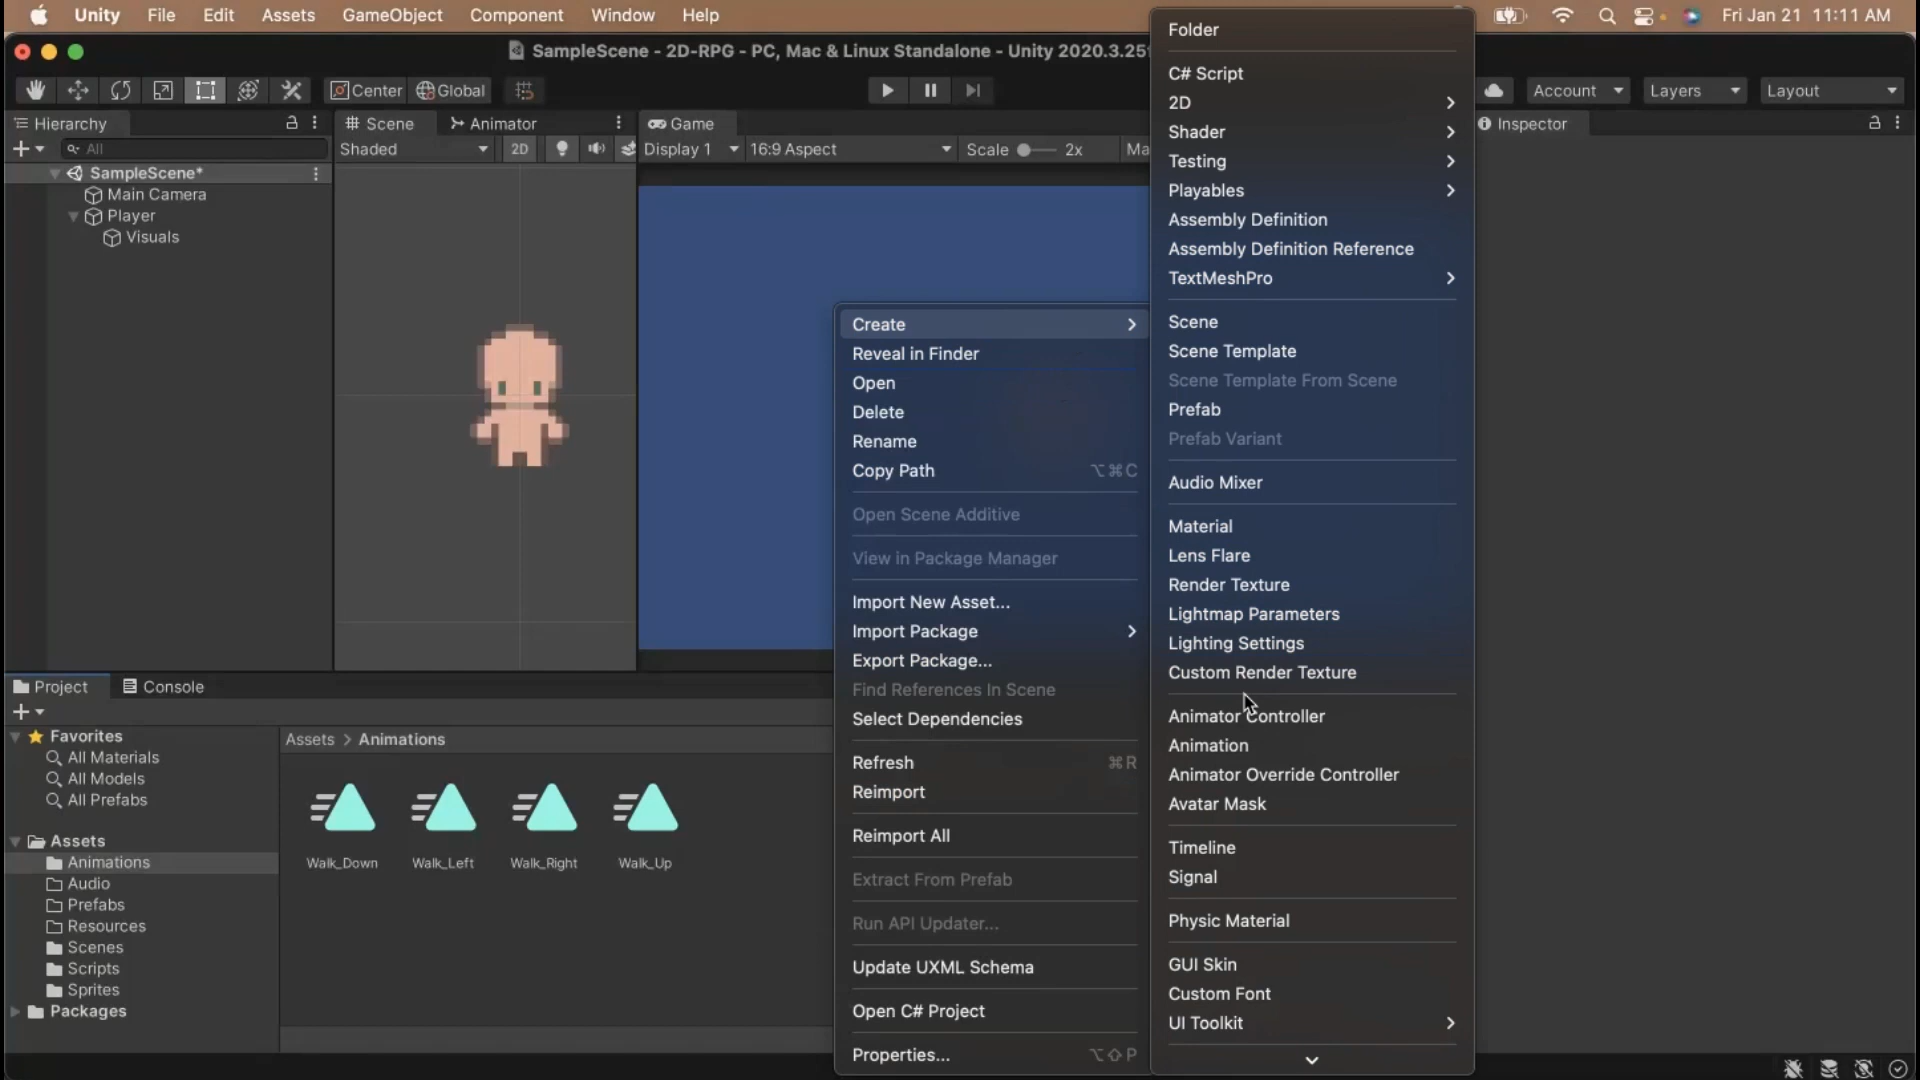 Unity File Edit Assets GameObject Component Window Help
Fri Jan 21 11:11 AM
SampleScene - 2D-RPG - PC, Mac & Linux Standalone - Unity 2020.3.25f
Center Global
Account Layers Layout
Hierarchy
All
SampleScene*
Main Camera
Player
Visuals
Scene Animator
Shaded 2D
Game
Display 1 16:9 Aspect Scale 2x Ma
Inspector
Create
Reveal in Finder
Open
Delete
Rename
Copy Path ⌥⌘C
Open Scene Additive
View in Package Manager
Import New Asset...
Import Package
Export Package...
Find References In Scene
Select Dependencies
Refresh ⌘R
Reimport
Reimport All
Extract From Prefab
Run API Updater...
Update UXML Schema
Open C# Project
Properties... ⌥⇧P
Folder
C# Script
2D
Shader
Testing
Playables
Assembly Definition
Assembly Definition Reference
TextMeshPro
Scene
Scene Template
Scene Template From Scene
Prefab
Prefab Variant
Audio Mixer
Material
Lens Flare
Render Texture
Lightmap Parameters
Lighting Settings
Custom Render Texture
Animator Controller
Animation
Animator Override Controller
Avatar Mask
Timeline
Signal
Physic Material
GUI Skin
Custom Font
UI Toolkit
Project Console
Favorites
All Materials
All Models
All Prefabs
Assets
Animations
Audio
Prefabs
Resources
Scenes
Scripts
Sprites
Packages
Assets > Animations
Walk_Down Walk_Left Walk_Right Walk_Up